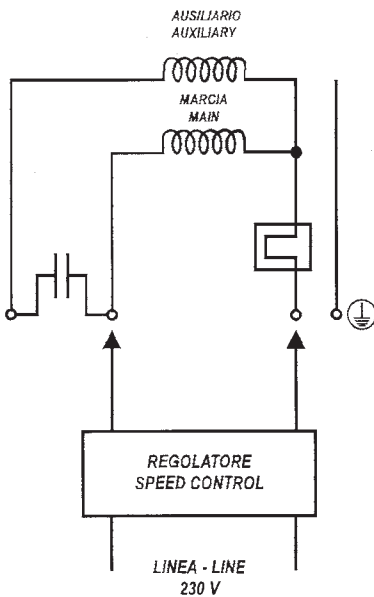 AUSILIARIO
AUXILIARY
MARCIA
MAIN
REGOLATORE
SPEED CONTROL
LINEA - LINE
230 V